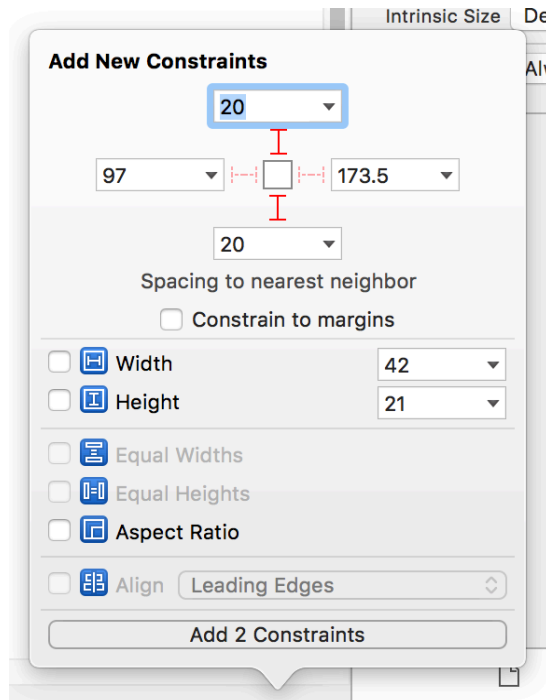 Intrinsic Size De
Add New Constraints
Alw
20
97
173.5
20
Spacing to nearest neighbor
Constrain to margins
Width 42
Height 21
Equal Widths
Equal Heights
Aspect Ratio
Align Leading Edges
Add 2 Constraints